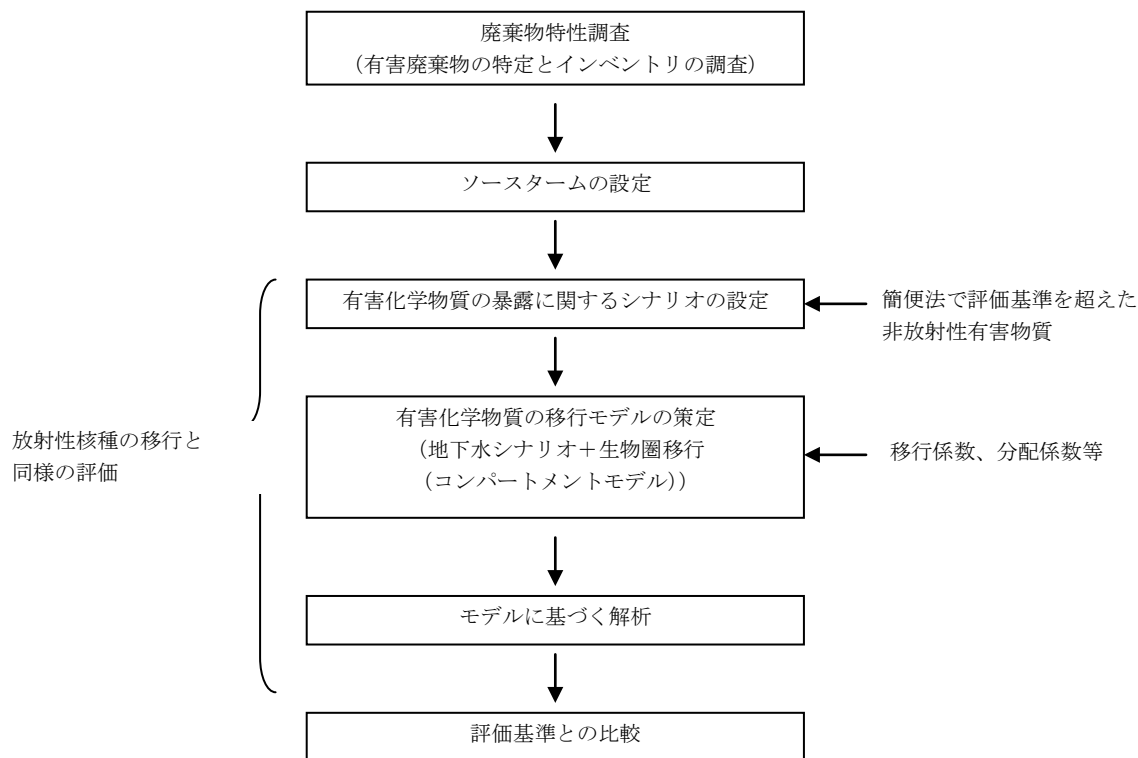 廃棄物特性調査
（有害廃棄物の特定とインベントリの調査）
ソースタームの設定
有害化学物質の暴露に関するシナリオの設定
簡便法で評価基準を超えた
非放射性有害物質
有害化学物質の移行モデルの策定
（地下水シナリオ＋生物圏移行
（コンパートメントモデル））
移行係数、分配係数等
放射性核種の移行と
同様の評価
モデルに基づく解析
評価基準との比較